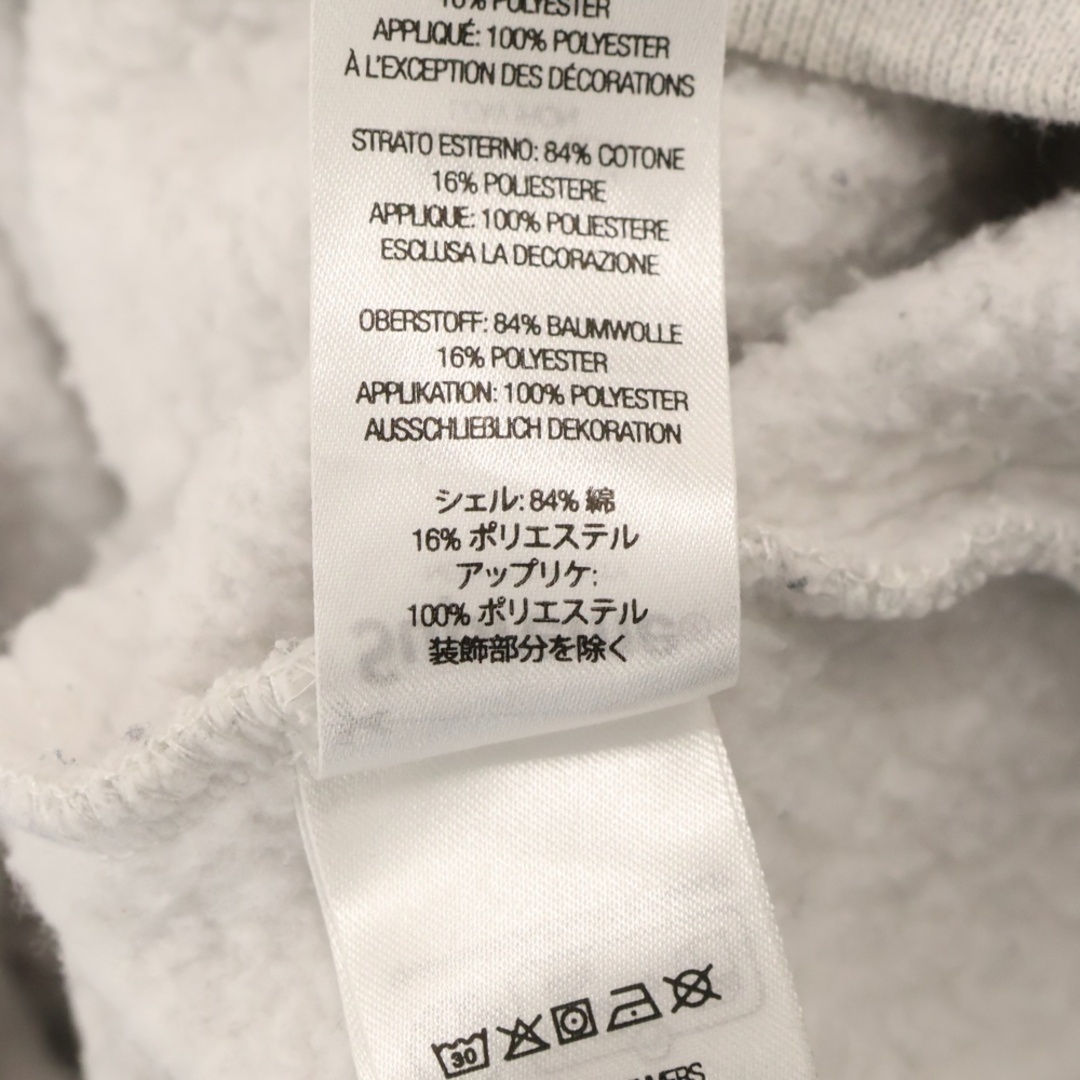 16% POLYESTER
APPLIQUÉ: 100% POLYESTER
À L'EXCEPTION DES DÉCORATIONS
STRATO ESTERNO: 84% COTONE
16% POLIESTERE
APPLIQUE: 100% POLIESTERE
ESCLUSA LA DECORAZIONE
OBERSTOFF: 84% BAUMWOLLE
16% POLYESTER
APPLIKATION: 100% POLYESTER
AUSSCHLIEßLICH DEKORATION
シェル: 84% 綿
16% ポリエステル
アップリケ:
100% ポリエステル
装飾部分を除く
30